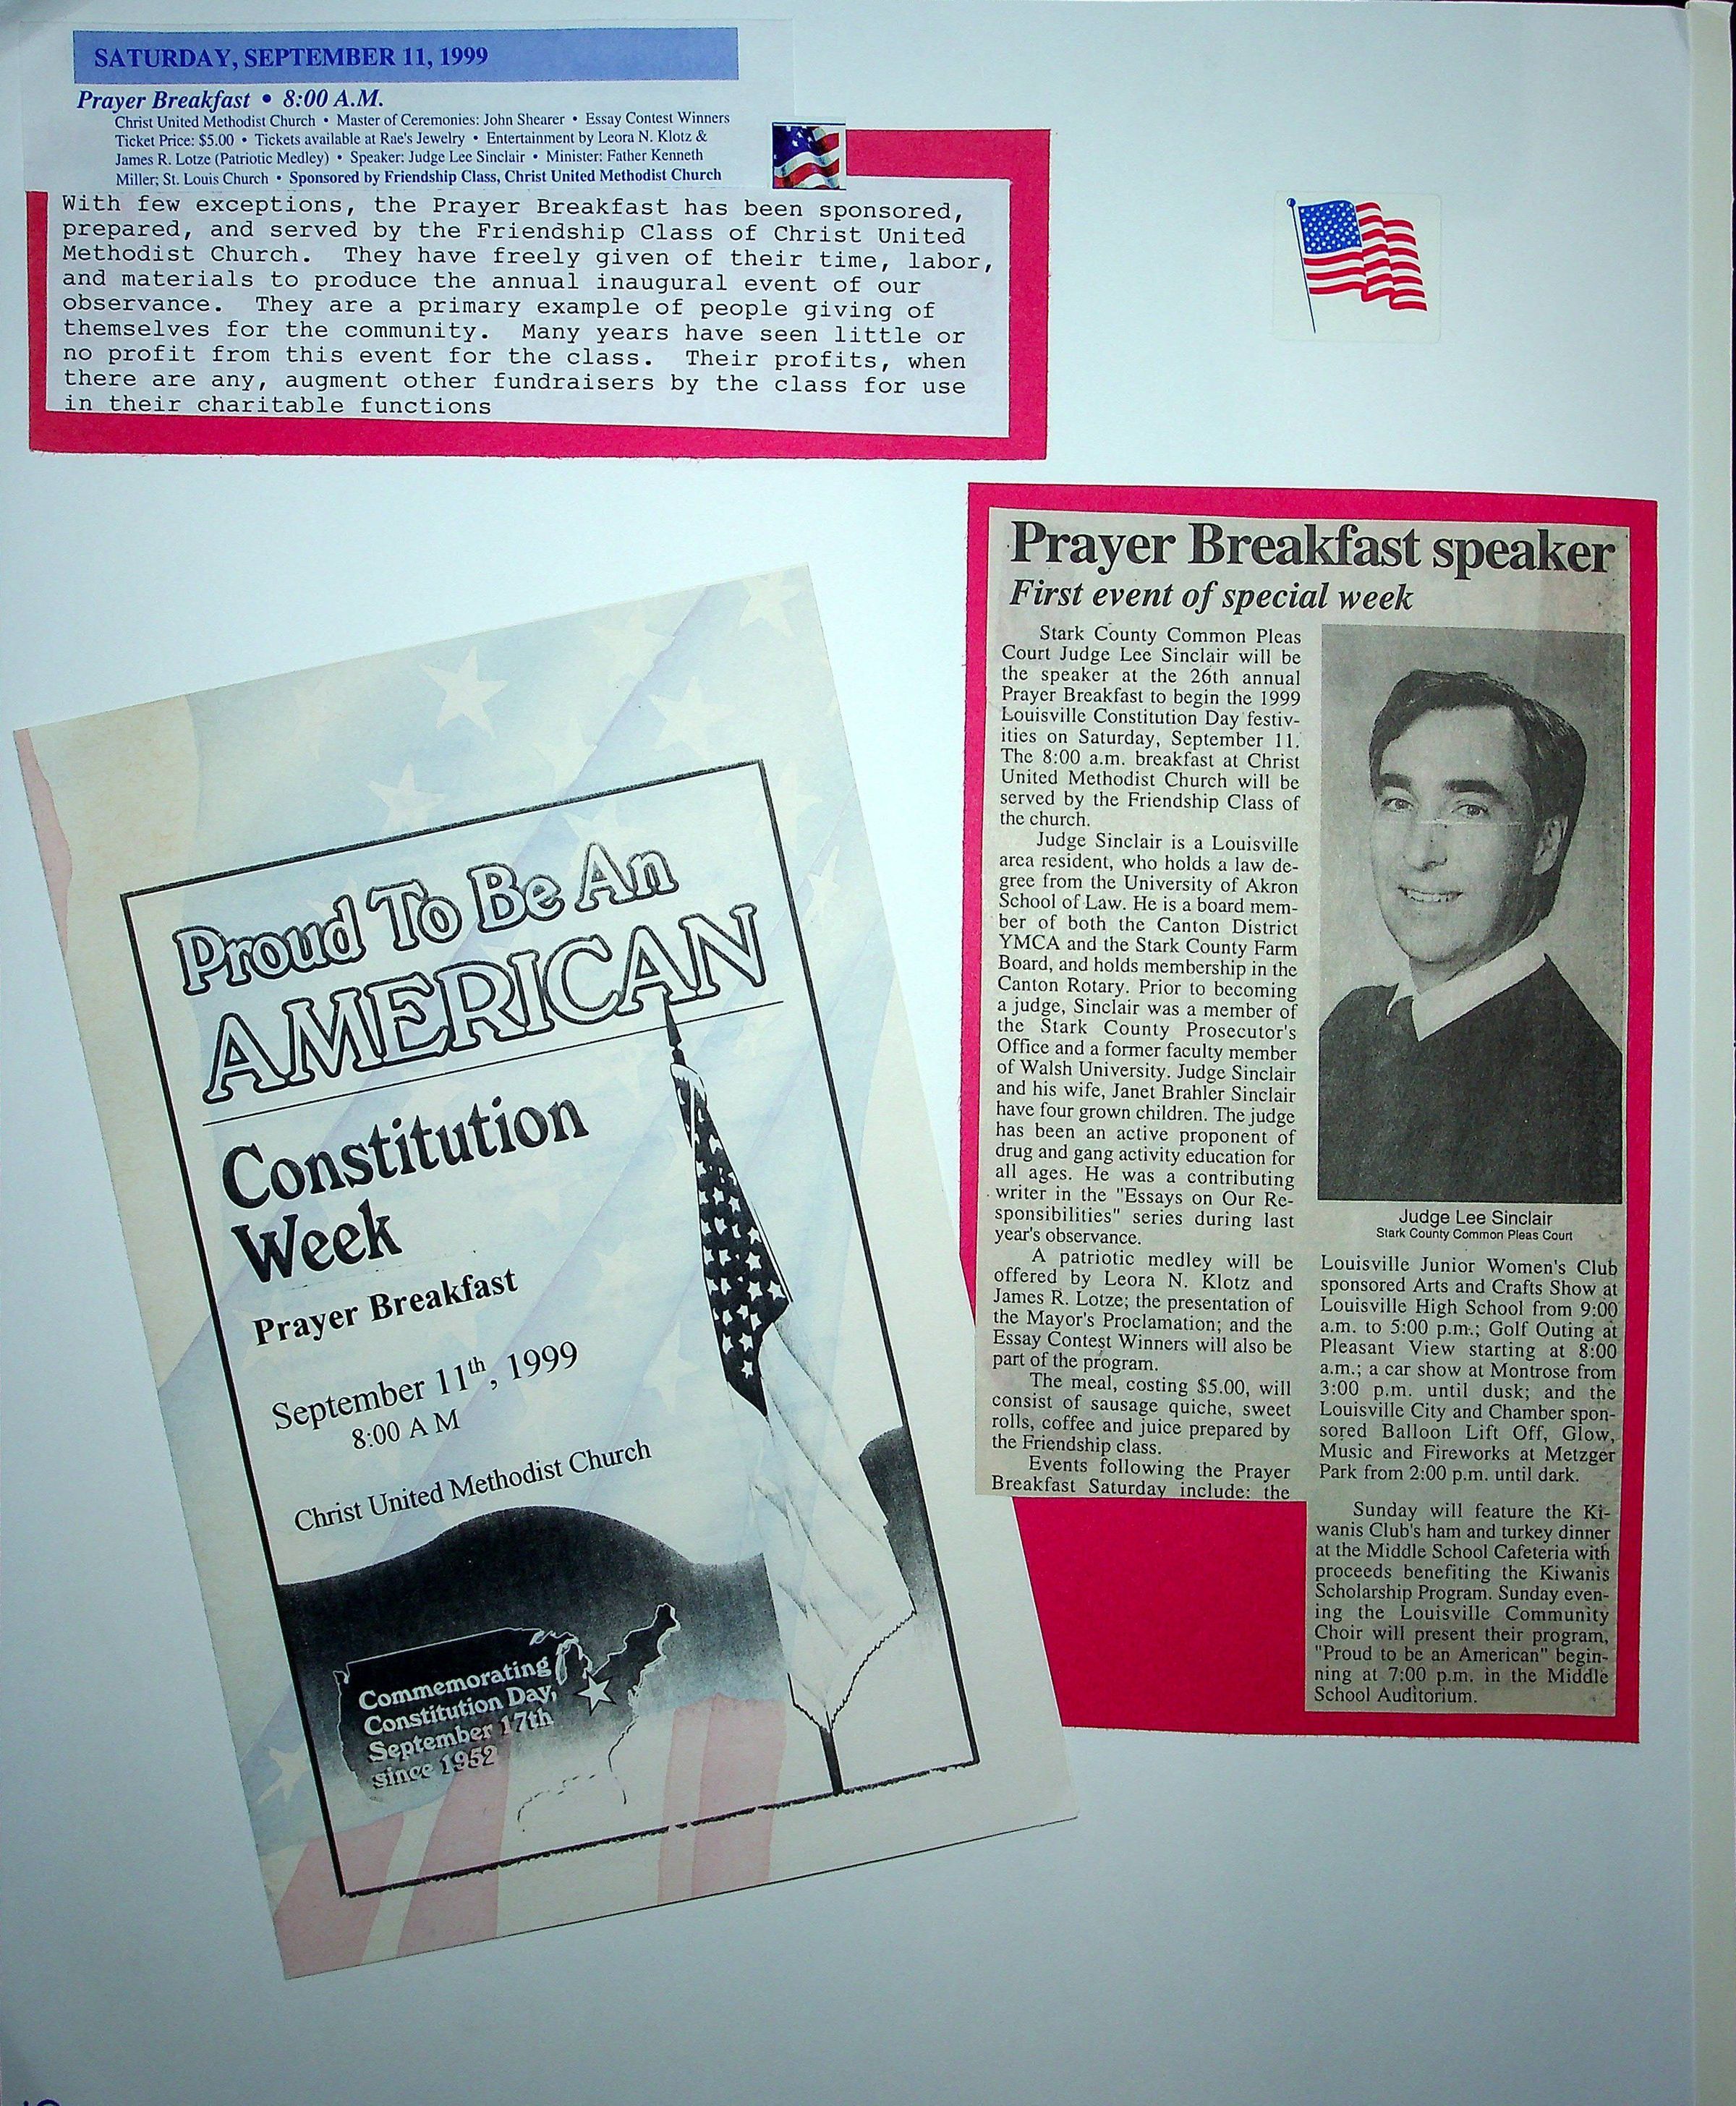 SATURDAY, SEPTEMBER 11, 1999
Prayer Breakfast • 8:00 A.M.
Christ United Methodist Church • Master of Ceremonies: John Shearer • Essay Contest Winners
Ticket Price: $5.00 • Tickets available at Rae's Jewelry • Entertainment by Leora N. Klotz &
James R. Lotze (Patriotic Medley) • Speaker: Judge Lee Sinclair • Minister: Father Kenneth
Miller; St. Louis Church • Sponsored by Friendship Class, Christ United Methodist Church
With few exceptions, the Prayer Breakfast has been sponsored,
prepared, and served by the Friendship Class of Christ United
Methodist Church. They have freely given of their time, labor,
and materials to produce the annual inaugural event of our
observance. They are a primary example of people giving of
themselves for the community. Many years have seen little or
no profit from this event for the class. Their profits, when
there are any, augment other fundraisers by the class for use
in their charitable functions
Proud To Be An
AMERICAN
Constitution
Week
Prayer Breakfast
September 11th, 1999
8:00 A M
Christ United Methodist Church
Commemorating
Constitution Day,
September 17th
since 1952
Prayer Breakfast speaker
First event of special week
Stark County Common Pleas
Court Judge Lee Sinclair will be
the speaker at the 26th annual
Prayer Breakfast to begin the 1999
Louisville Constitution Day festiv-
ities on Saturday, September 11.
The 8:00 a.m. breakfast at Christ
United Methodist Church will be
served by the Friendship Class of
the church.
Judge Sinclair is a Louisville
area resident, who holds a law de-
gree from the University of Akron
School of Law. He is a board mem-
ber of both the Canton District
YMCA and the Stark County Farm
Board, and holds membership in the
Canton Rotary. Prior to becoming
a judge, Sinclair was a member of
the Stark County Prosecutor's
Office and a former faculty member
of Walsh University. Judge Sinclair
and his wife, Janet Brahler Sinclair
have four grown children. The judge
has been an active proponent of
drug and gang activity education for
all ages. He was a contributing
writer in the "Essays on Our Re-
sponsibilities" series during last
year's observance.
A patriotic medley will be
offered by Leora N. Klotz and
James R. Lotze; the presentation of
the Mayor's Proclamation; and the
Essay Contest Winners will also be
part of the program.
The meal, costing $5.00, will
consist of sausage quiche, sweet
rolls, coffee and juice prepared by
the Friendship class.
Events following the Prayer
Breakfast Saturday include: the
Judge Lee Sinclair
Stark County Common Pleas Court
Louisville Junior Women's Club
sponsored Arts and Crafts Show at
Louisville High School from 9:00
a.m. to 5:00 p.m.; Golf Outing at
Pleasant View starting at 8:00
a.m.; a car show at Montrose from
3:00 p.m. until dusk; and the
Louisville City and Chamber spon-
sored Balloon Lift Off, Glow,
Music and Fireworks at Metzger
Park from 2:00 p.m. until dark.
Sunday will feature the Ki-
wanis Club's ham and turkey dinner
at the Middle School Cafeteria with
proceeds benefiting the Kiwanis
Scholarship Program. Sunday even-
ing the Louisville Community
Choir will present their program,
"Proud to be an American" begin-
ning at 7:00 p.m. in the Middle
School Auditorium.